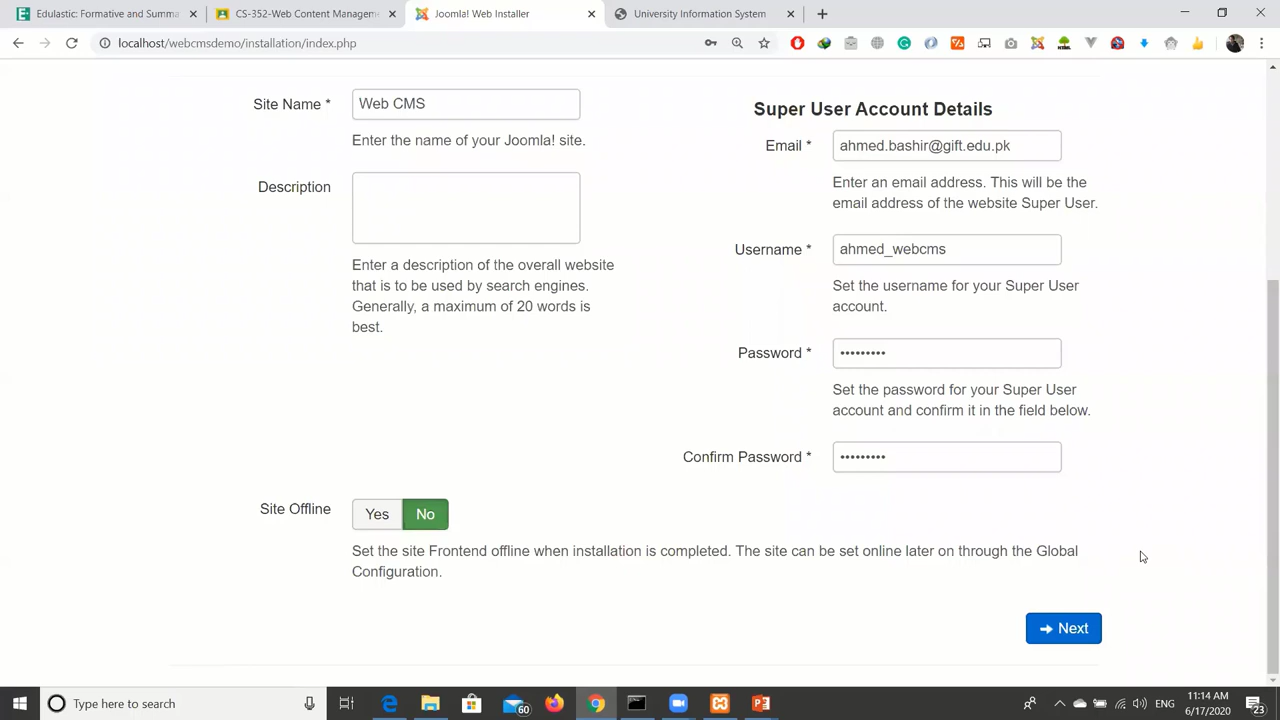 Edulastic: Formative and Summa
CS-352-Web Content Managem
Joomla! Web Installer
University Information System
localhost/webcmsdemo/installation/index.php
Site Name *
Web CMS
Enter the name of your Joomla! site.
Description
Enter a description of the overall website
that is to be used by search engines.
Generally, a maximum of 20 words is
best.
Super User Account Details
Email *
ahmed.bashir@gift.edu.pk
Enter an email address. This will be the
email address of the website Super User.
Username *
ahmed_webcms
Set the username for your Super User
account.
Password *
•••••••••
Set the password for your Super User
account and confirm it in the field below.
Confirm Password *
•••••••••
Site Offline
Yes
No
Set the site Frontend offline when installation is completed. The site can be set online later on through the Global
Configuration.
Next
Type here to search
60
ENG
11:14 AM
6/17/2020
23